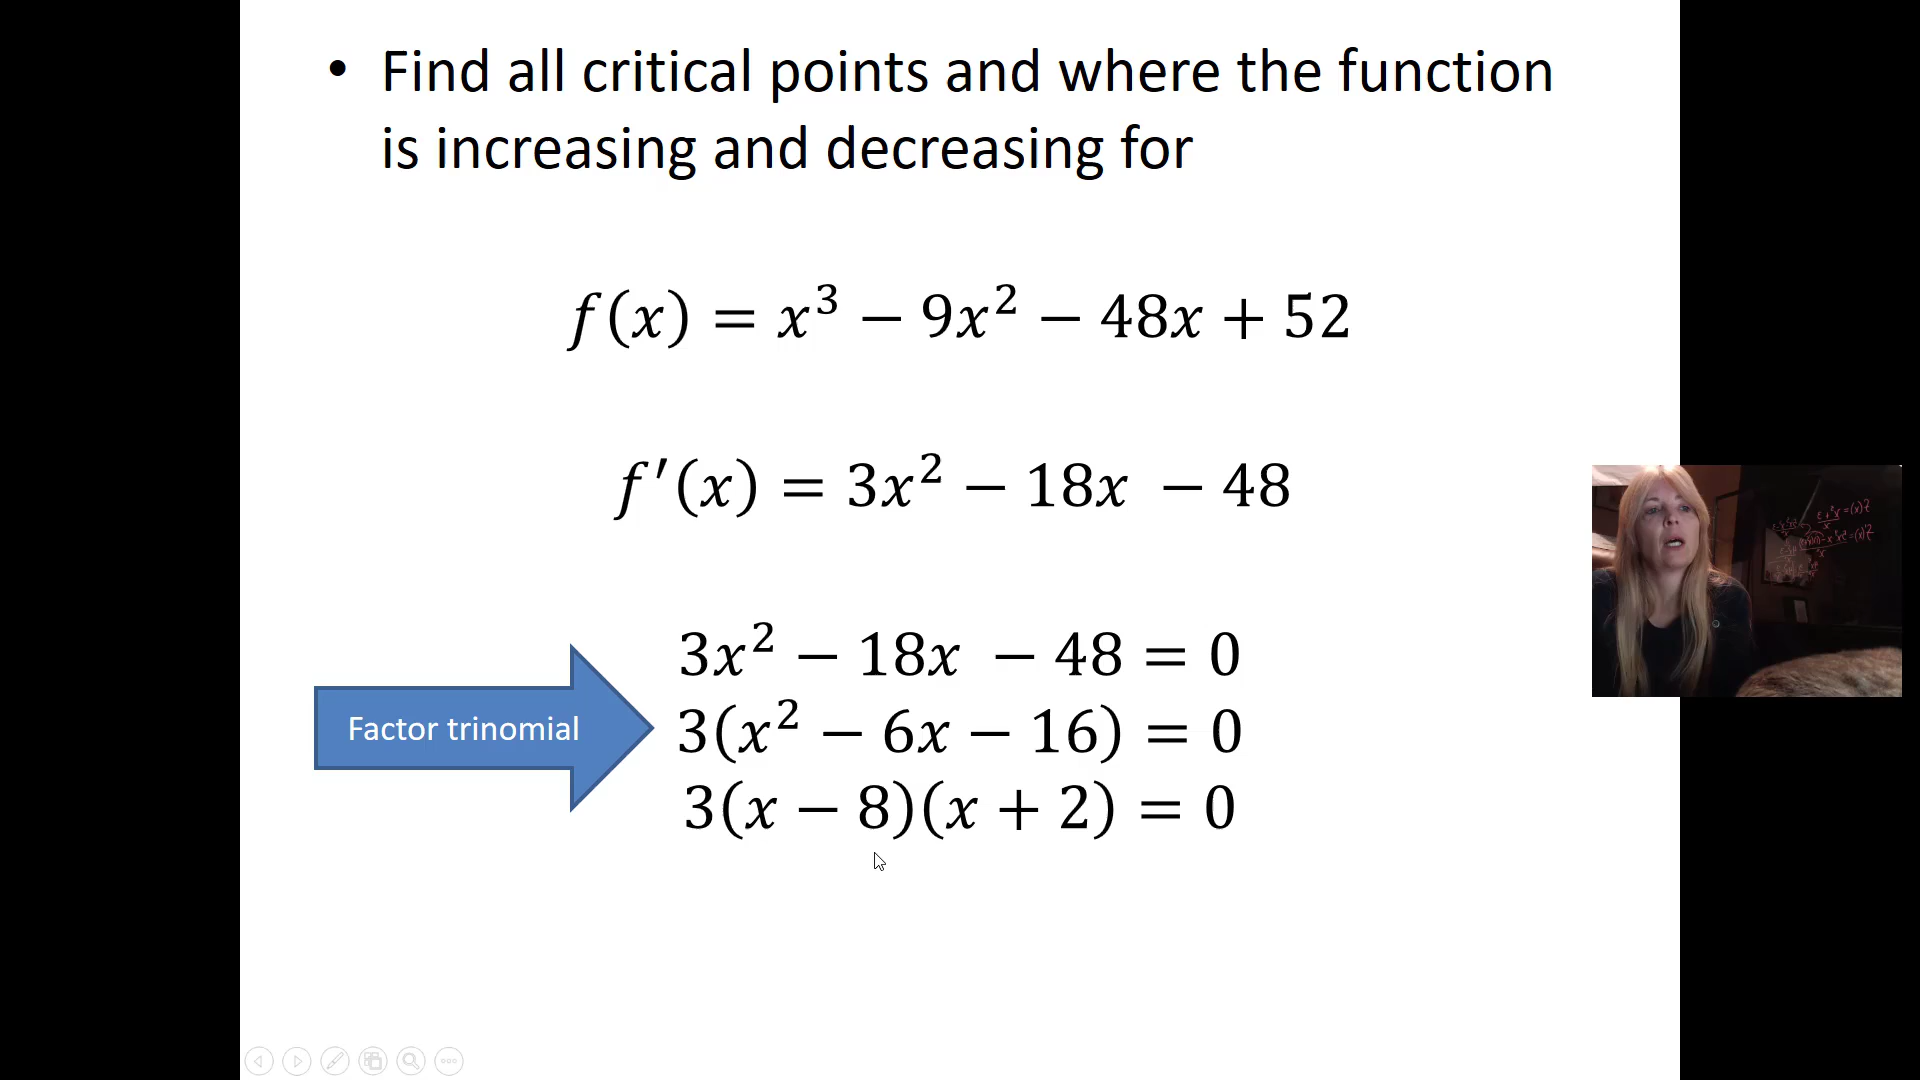 • Find all critical points and where the function
is increasing and decreasing for
f(x) = x³ − 9x² − 48x + 52
f′(x) = 3x² − 18x − 48
3x² − 18x − 48 = 0
Factor trinomial
3(x² − 6x − 16) = 0
3(x − 8)(x + 2) = 0